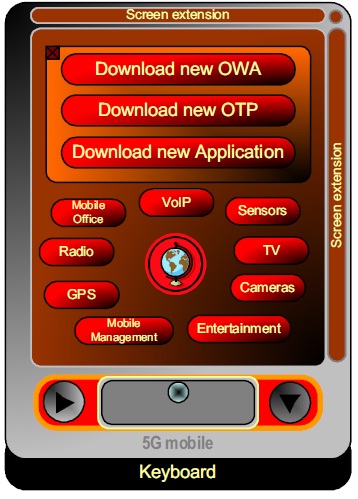 Screen extension
Screen extension
Download new OWA
Download new OTP
Download new Application
Mobile
Office
VoIP
Sensors
Radio
TV
GPS
Cameras
Mobile
Management
Entertainment
5G mobile
Keyboard